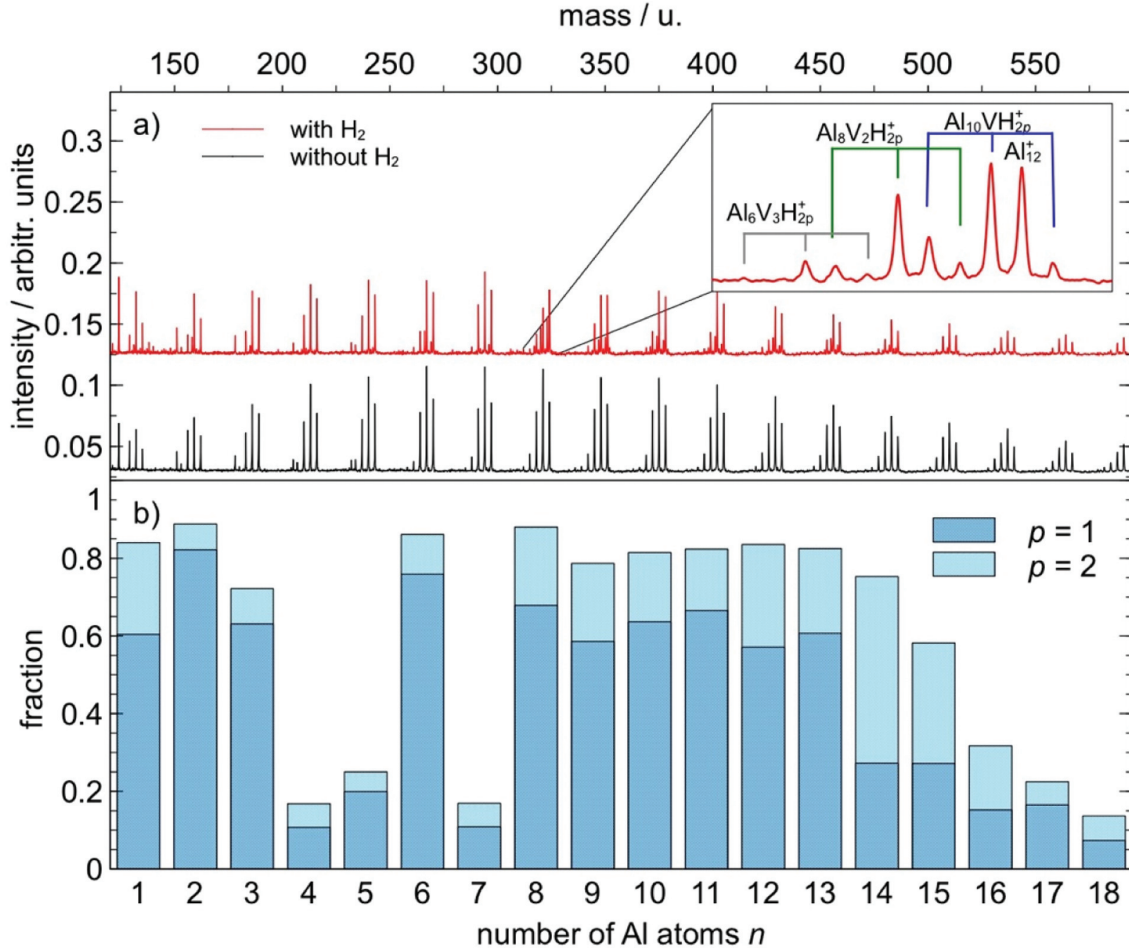 mass / u.
150 200 250 300 350 400 450 500 550
a)
with H₂
without H₂
Al₁₀VH⁺₂ₚ
Al₈V₂H⁺₂ₚ
Al⁺₁₂
Al₆V₃H⁺₂ₚ
intensity / arbitr. units
0.3
0.25
0.2
0.15
0.1
0.05
b)
p = 1
p = 2
fraction
1
0.8
0.6
0.4
0.2
0
1 2 3 4 5 6 7 8 9 10 11 12 13 14 15 16 17 18
number of Al atoms n